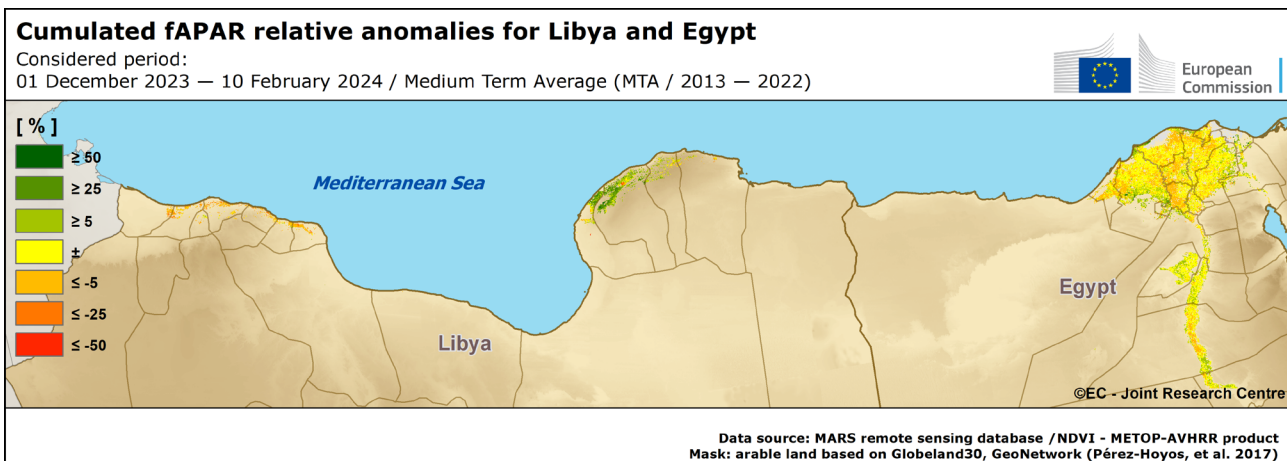 Cumulated fAPAR relative anomalies for Libya and Egypt
Considered period:
01 December 2023 — 10 February 2024 / Medium Term Average (MTA / 2013 — 2022)
European
Commission
[ % ]
≥ 50
≥ 25
≥ 5
±
≤ -5
≤ -25
≤ -50
Mediterranean Sea
Egypt
Libya
©EC - Joint Research Centre
Data source: MARS remote sensing database /NDVI - METOP-AVHRR product
Mask: arable land based on Globeland30, GeoNetwork (Pérez-Hoyos, et al. 2017)